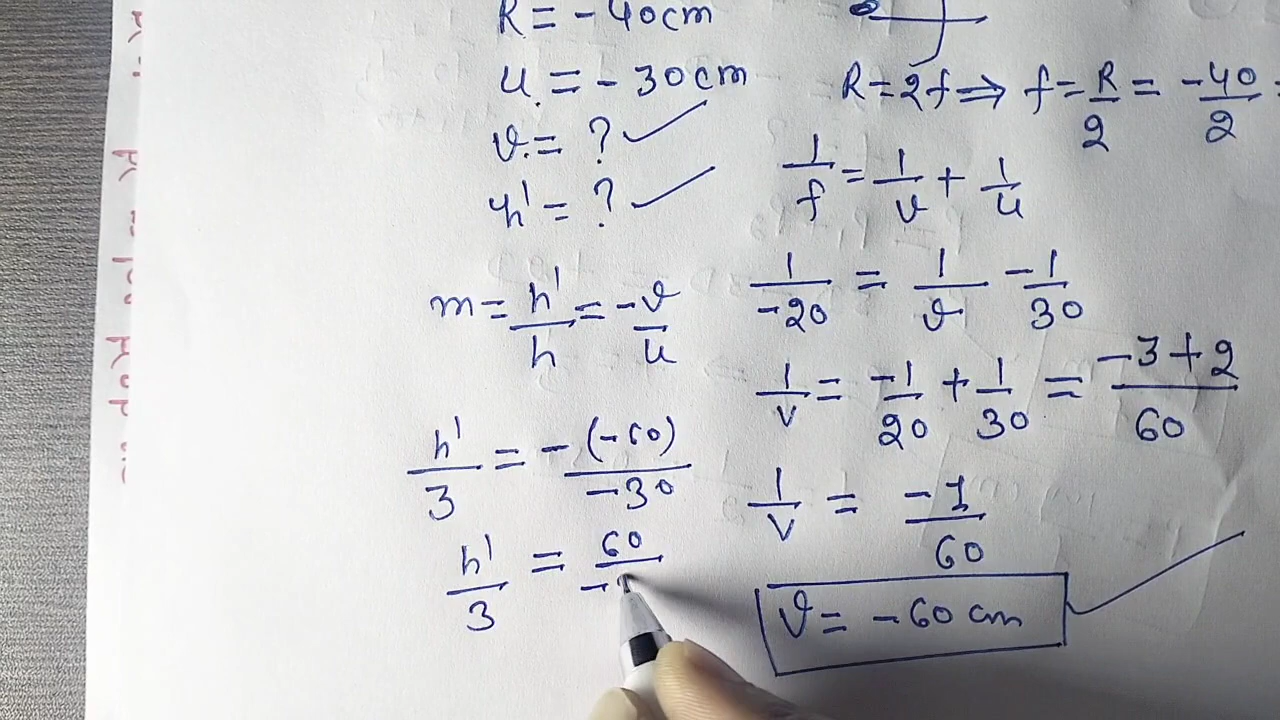 R = - 40cm
u = - 30cm
v = ?
h' = ?
R = 2f ⇒ f = R/2 = -40/2 =
1/f = 1/v + 1/u
1/-20 = 1/v - 1/30
1/v = -1/20 + 1/30 = -3+2/60
1/v = -1/60
v = - 60 cm
m = h'/h = -v/u
h'/3 = - (-60)/-30
h'/3 = 60/-